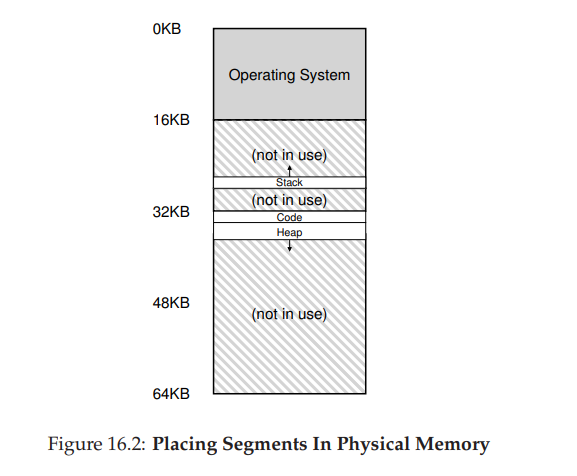 0KB
Operating System
16KB
(not in use)
Stack
(not in use)
32KB
Code
Heap
48KB
(not in use)
64KB
Figure 16.2: Placing Segments In Physical Memory